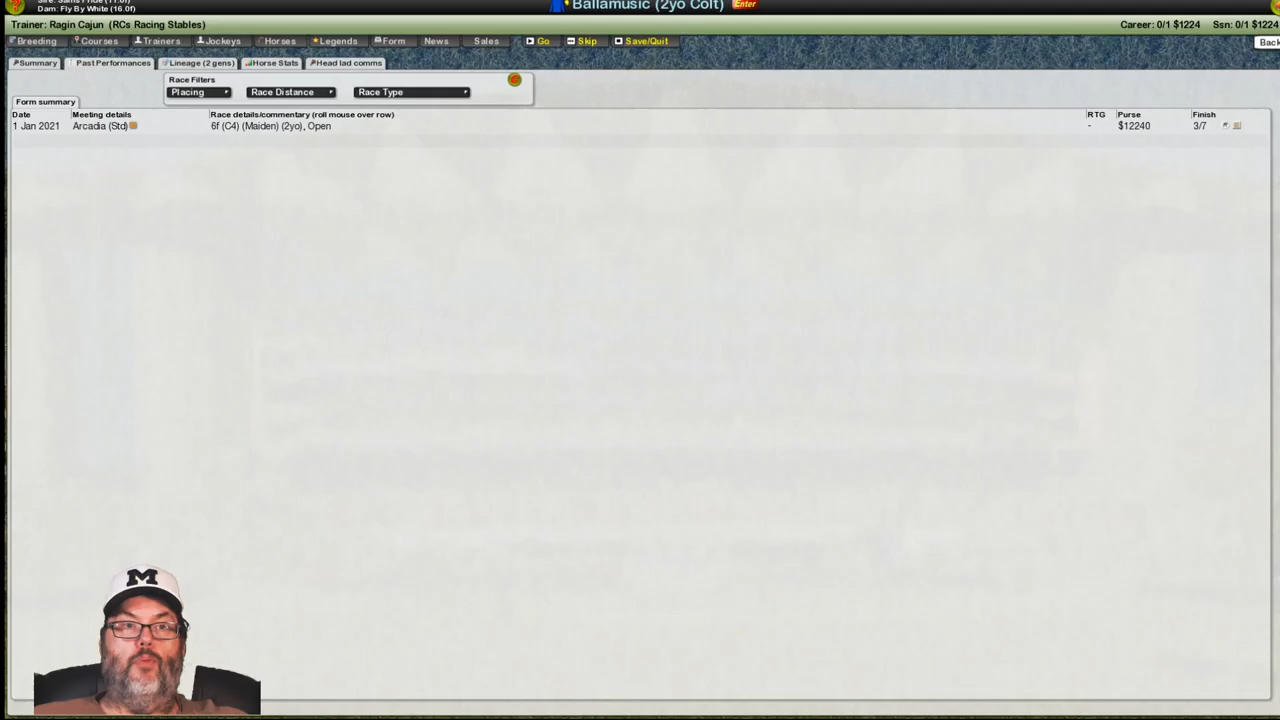 Ballamusic (2yo Colt) Enter
Dam: Fly By White (16.0f)
Trainer: Ragin Cajun (RCs Racing Stables) Career: 0/1 $1224 Ssn: 0/1 $1224
Breeding Courses Trainers Jockeys Horses Legends Form News Sales Go Skip Save/Quit Back
Summary Past Performances Lineage (2 gens) Horse Stats Head lad comms
Race Filters
Placing Race Distance Race Type
Form summary
Date Meeting details Race details/commentary (roll mouse over row) RTG Purse Finish
1 Jan 2021 Arcadia (Std) 6f (C4) (Maiden) (2yo), Open - $12240 3/7
M